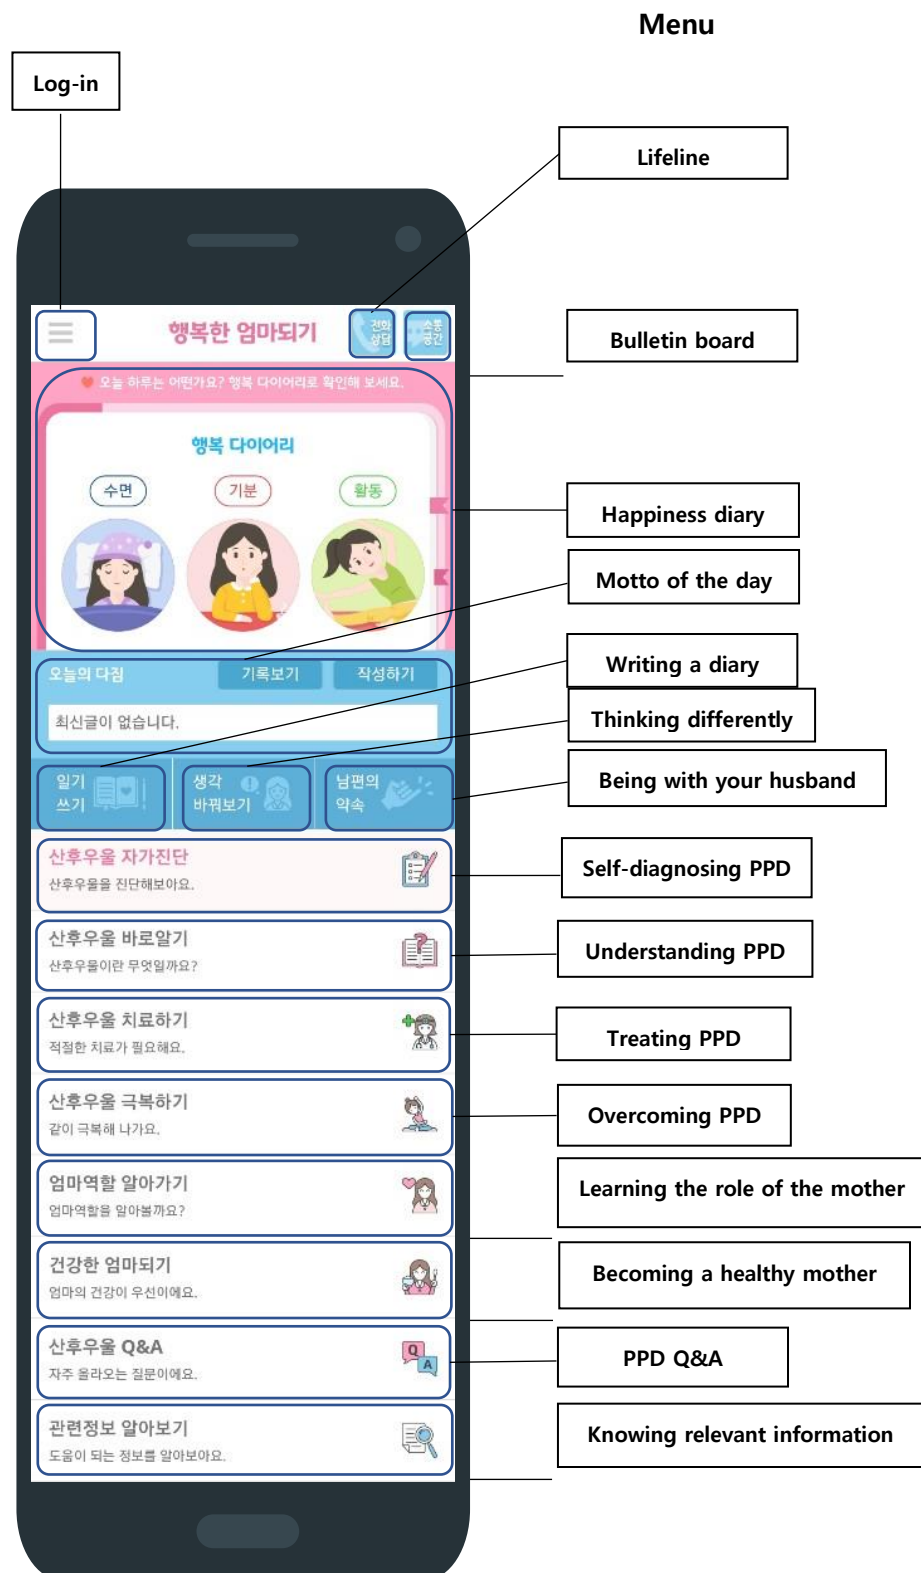 Menu
Log-in
Lifeline
행복한 엄마되기
전화
상담
소통
공간
Bulletin board
오늘 하루는 어떤가요? 행복 다이어리로 확인해 보세요.
행복 다이어리
수면
기분
활동
Happiness diary
Motto of the day
오늘의 다짐
기록보기
작성하기
Writing a diary
최신글이 없습니다.
Thinking differently
일기
쓰기
생각
바꿔보기
남편의
약속
Being with your husband
산후우울 자가진단
산후우울을 진단해보아요.
Self-diagnosing PPD
산후우울 바로알기
산후우울이란 무엇일까요?
Understanding PPD
산후우울 치료하기
적절한 치료가 필요해요.
Treating PPD
산후우울 극복하기
같이 극복해 나가요.
Overcoming PPD
엄마역할 알아가기
엄마역할을 알아볼까요?
Learning the role of the mother
건강한 엄마되기
엄마의 건강이 우선이에요.
Becoming a healthy mother
산후우울 Q&A
자주 올라오는 질문이에요.
Q
A
PPD Q&A
관련정보 알아보기
도움이 되는 정보를 알아보아요.
Knowing relevant information